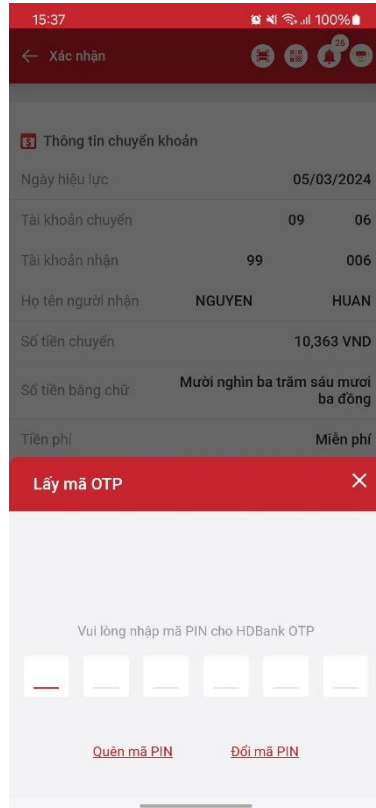 15:37 100%
Xác nhận 26
Thông tin chuyển khoản
Ngày hiệu lực 05/03/2024
Tài khoản chuyển 09 06
Tài khoản nhận 99 006
Họ tên người nhận NGUYEN HUAN
Số tiền chuyển 10,363 VND
Số tiền bằng chữ Mười nghìn ba trăm sáu mươi
ba đồng
Tiền phí Miễn phí
Lấy mã OTP
Vui lòng nhập mã PIN cho HDBank OTP
Quên mã PIN Đổi mã PIN